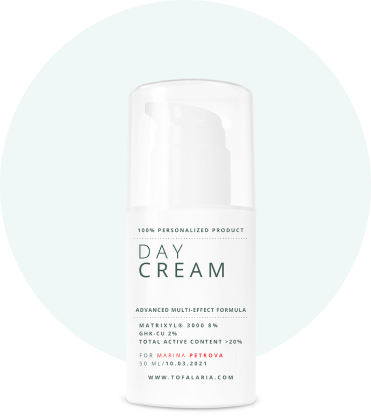 100% PERSONALIZED PRODUCT
DAY
CREAM
ADVANCED MULTI-EFFECT FORMULA
MATRIXYL® 3000 8%
GHK-CU 2%
TOTAL ACTIVE CONTENT >20%
FOR MARINA PETROVA
50 ML/10.03.2021
WWW.TOFALARIA.COM